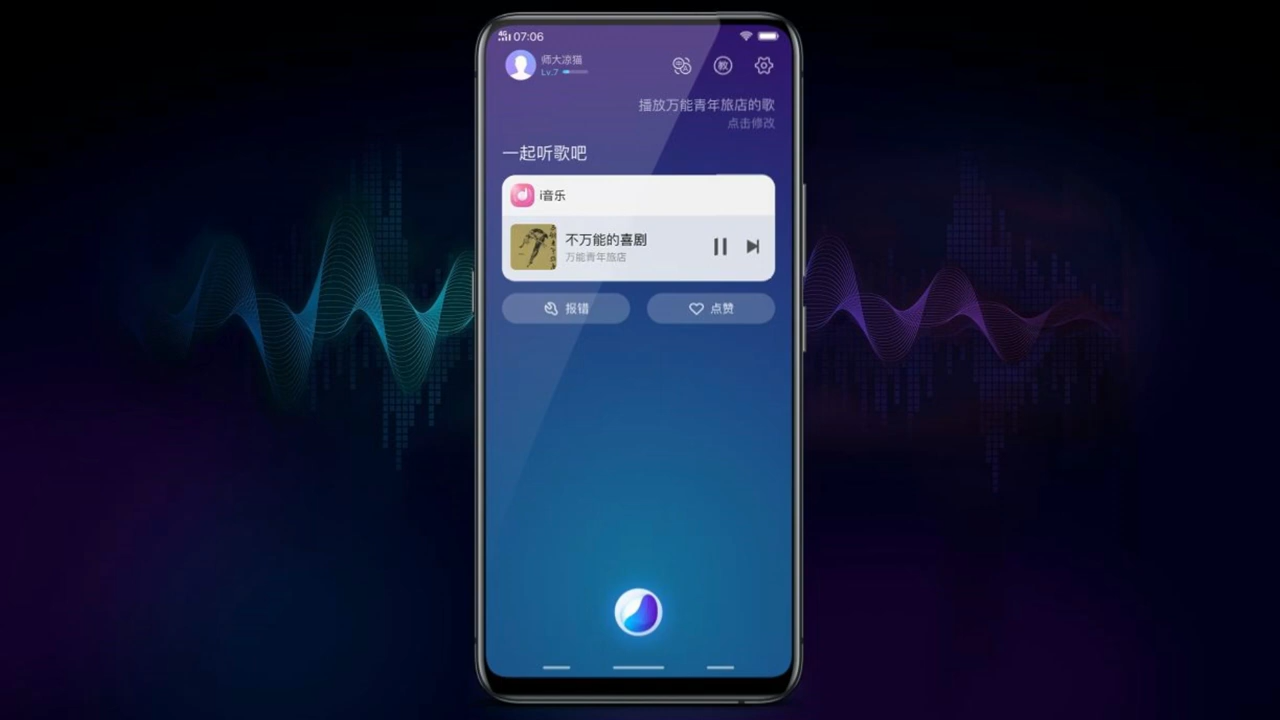 4G 07:06
师大凉猫
Lv.7
教
播放万能青年旅店的歌
点击修改
一起听歌吧
i音乐
不万能的喜剧
万能青年旅店
报错
点赞